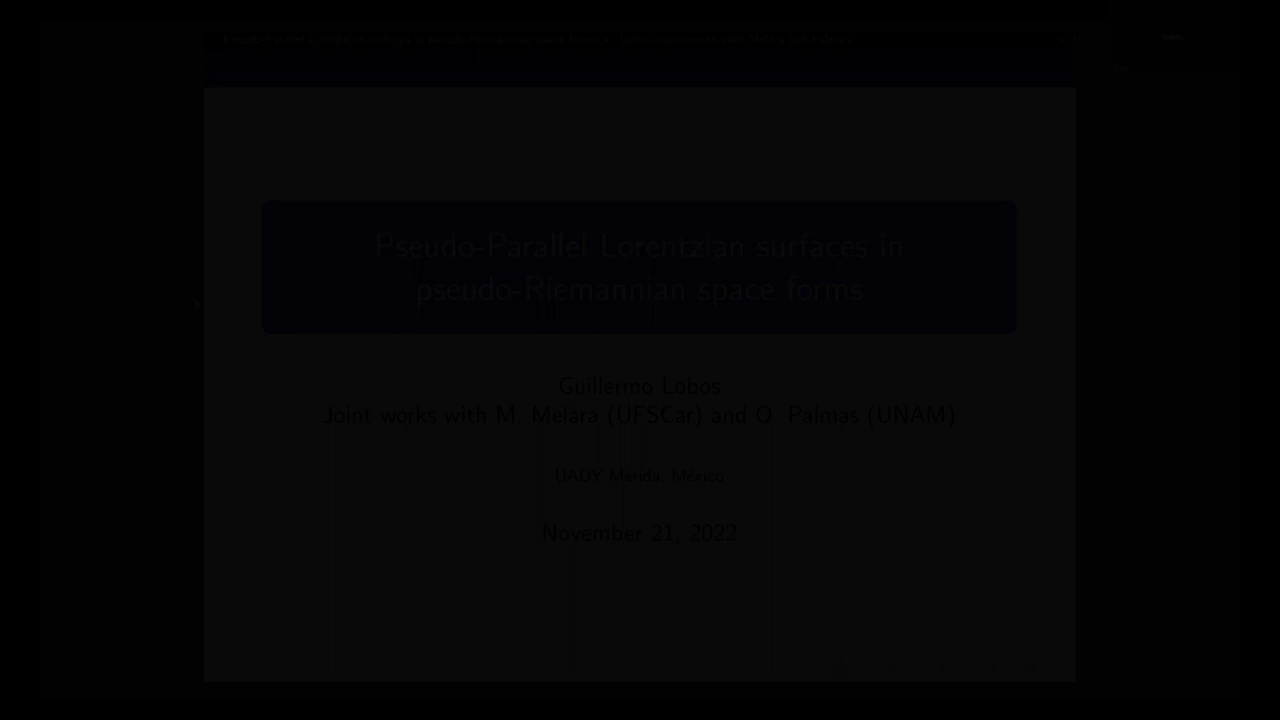 Pseudo-Parallel Lorentzian surfaces in
pseudo-Riemannian space forms
Guillermo Lobos
Joint works with M. Melara (UFSCar) and O. Palmas (UNAM)
UADY Mérida, México
November 21, 2022